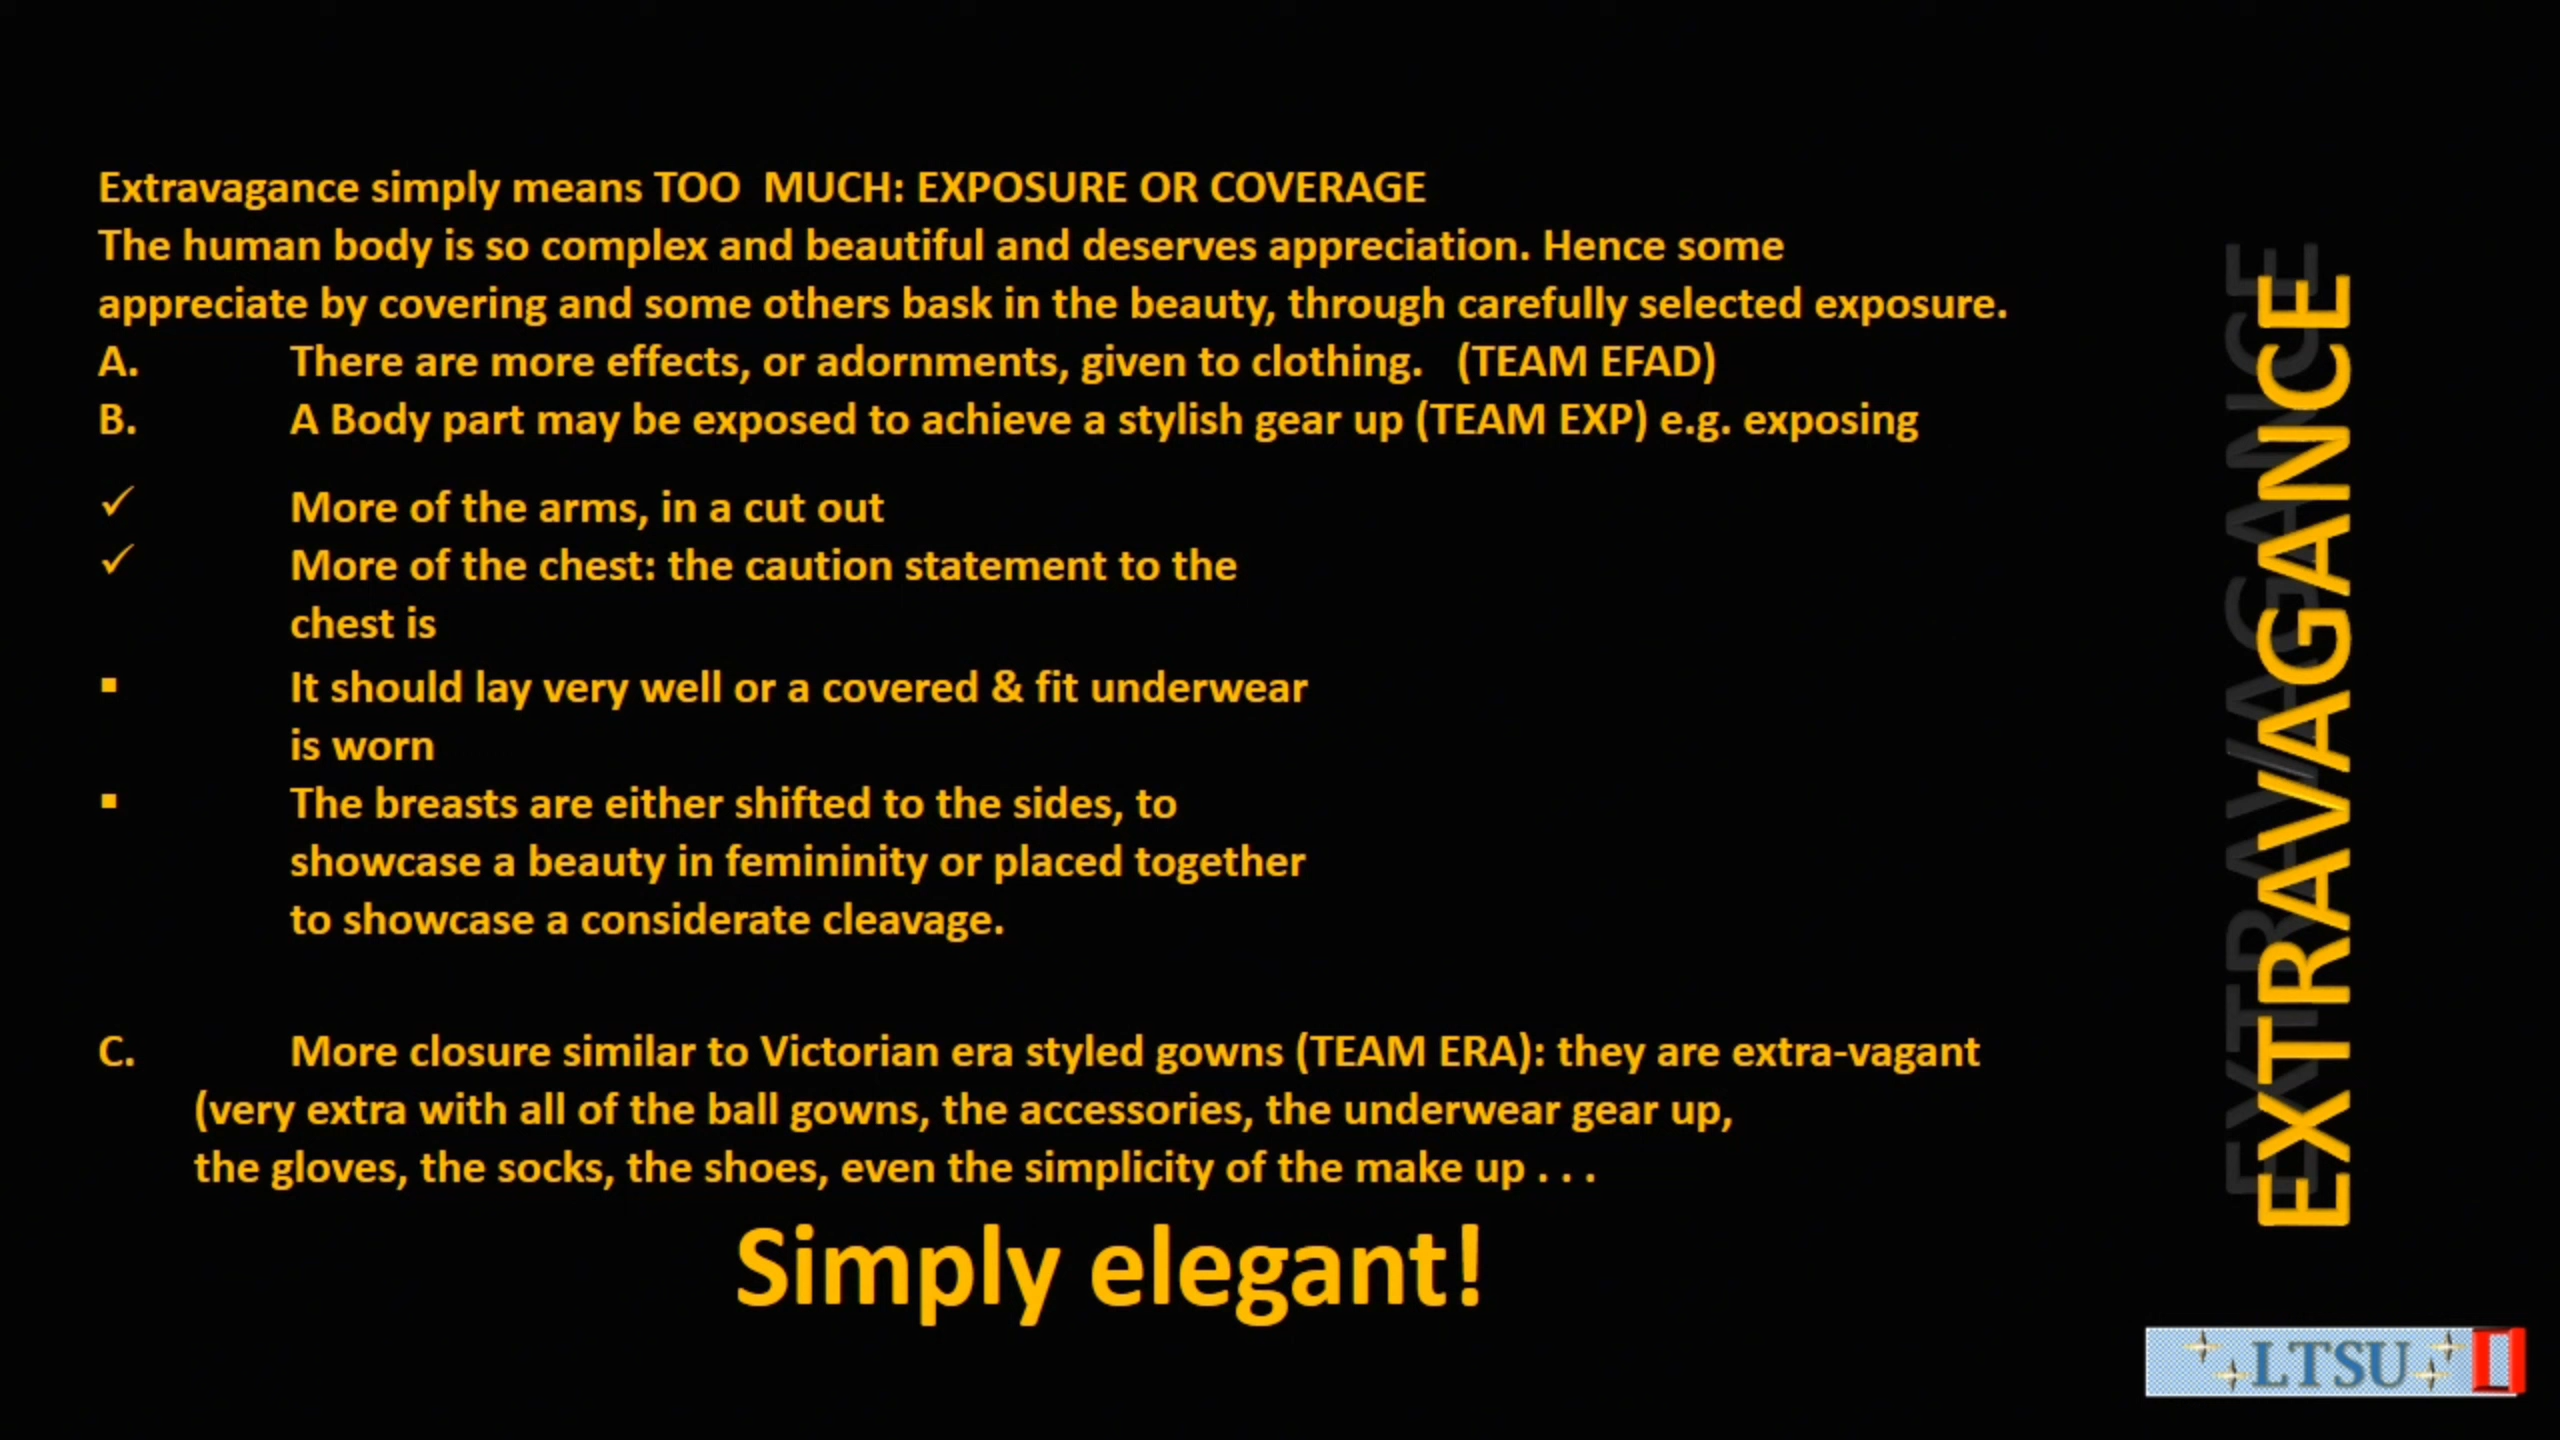 Extravagance simply means TOO MUCH: EXPOSURE OR COVERAGE
The human body is so complex and beautiful and deserves appreciation. Hence some
appreciate by covering and some others bask in the beauty, through carefully selected exposure.
A. There are more effects, or adornments, given to clothing. (TEAM EFAD)
B. A Body part may be exposed to achieve a stylish gear up (TEAM EXP) e.g. exposing
✓ More of the arms, in a cut out
✓ More of the chest: the caution statement to the
chest is
▪ It should lay very well or a covered & fit underwear
is worn
▪ The breasts are either shifted to the sides, to
showcase a beauty in femininity or placed together
to showcase a considerate cleavage.
C. More closure similar to Victorian era styled gowns (TEAM ERA): they are extra-vagant
(very extra with all of the ball gowns, the accessories, the underwear gear up,
the gloves, the socks, the shoes, even the simplicity of the make up . . .
Simply elegant!
EXTRAVAGANCE
LTSU